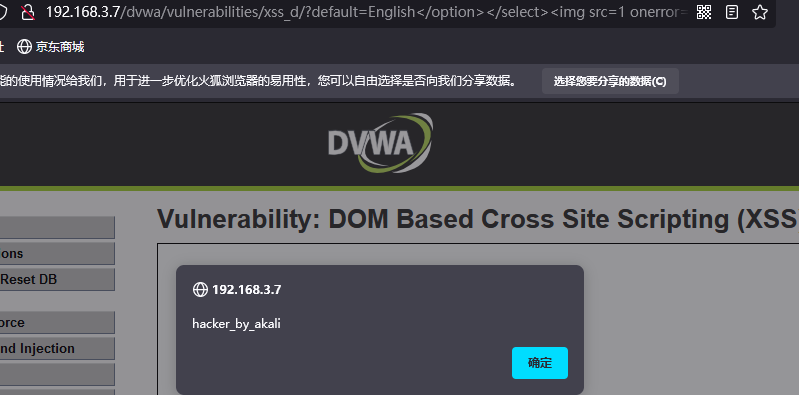 192.168.3.7/dvwa/vulnerabilities/xss_d/?default=English</option></select><img src=1 onerror=
京东商城
能的使用情况给我们，用于进一步优化火狐浏览器的易用性，您可以自由选择是否向我们分享数据。 选择您要分享的数据(C)
DVWA
Vulnerability: DOM Based Cross Site Scripting (XSS)
ons
Reset DB
orce
nd Injection
192.168.3.7
hacker_by_akali
确定